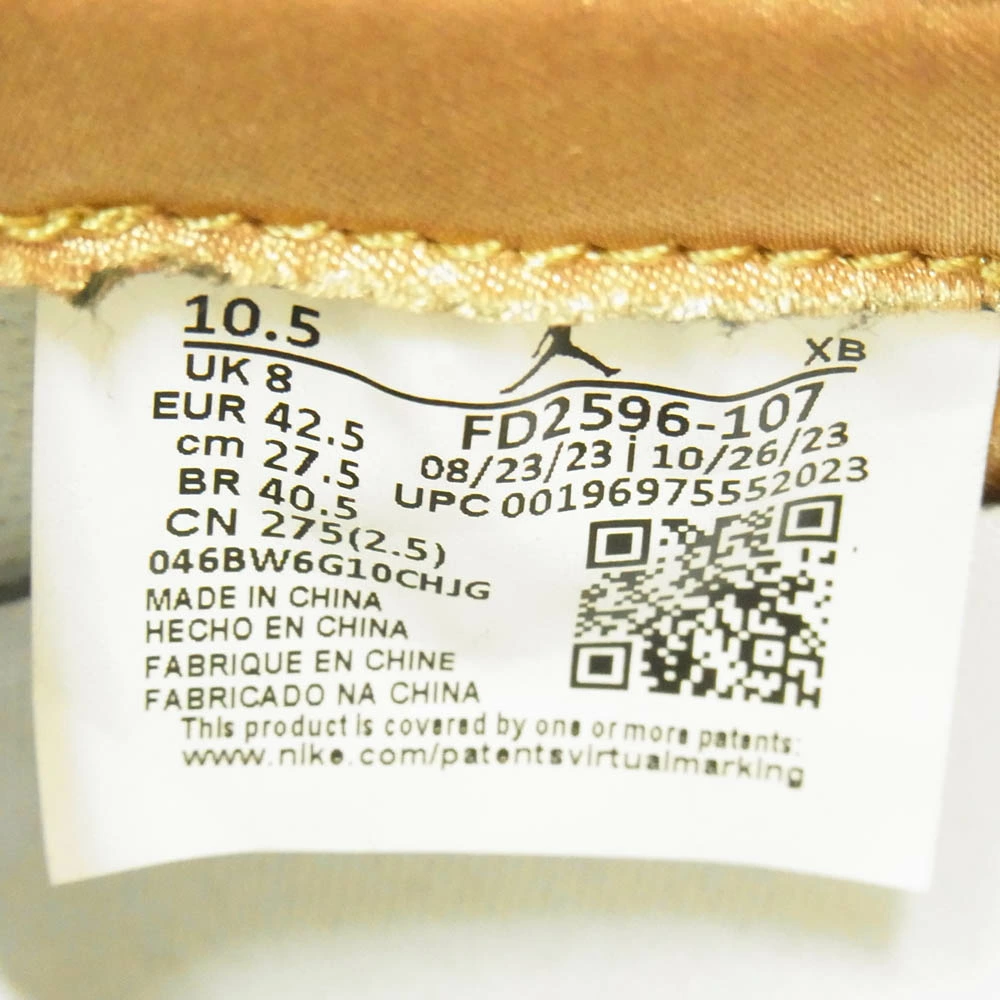 10.5
XB
UK 8
EUR 42.5
cm 27.5
BR 40.5
CN 275(2.5)
FD2596-107
08/23/23 | 10/26/23
UPC 00196975552023
046BW6G10CHJG
MADE IN CHINA
HECHO EN CHINA
FABRIQUE EN CHINE
FABRICADO NA CHINA
This product is covered by one or more patents:
www.nike.com/patentsvirtualmarking